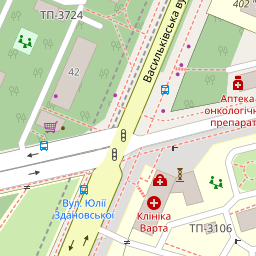 ТП-3724
402
42
Васильківська ву
Аптека
онкологічн
препарат
Вул. Юлії
Здановської
Клініка
Варта
ТП-3106